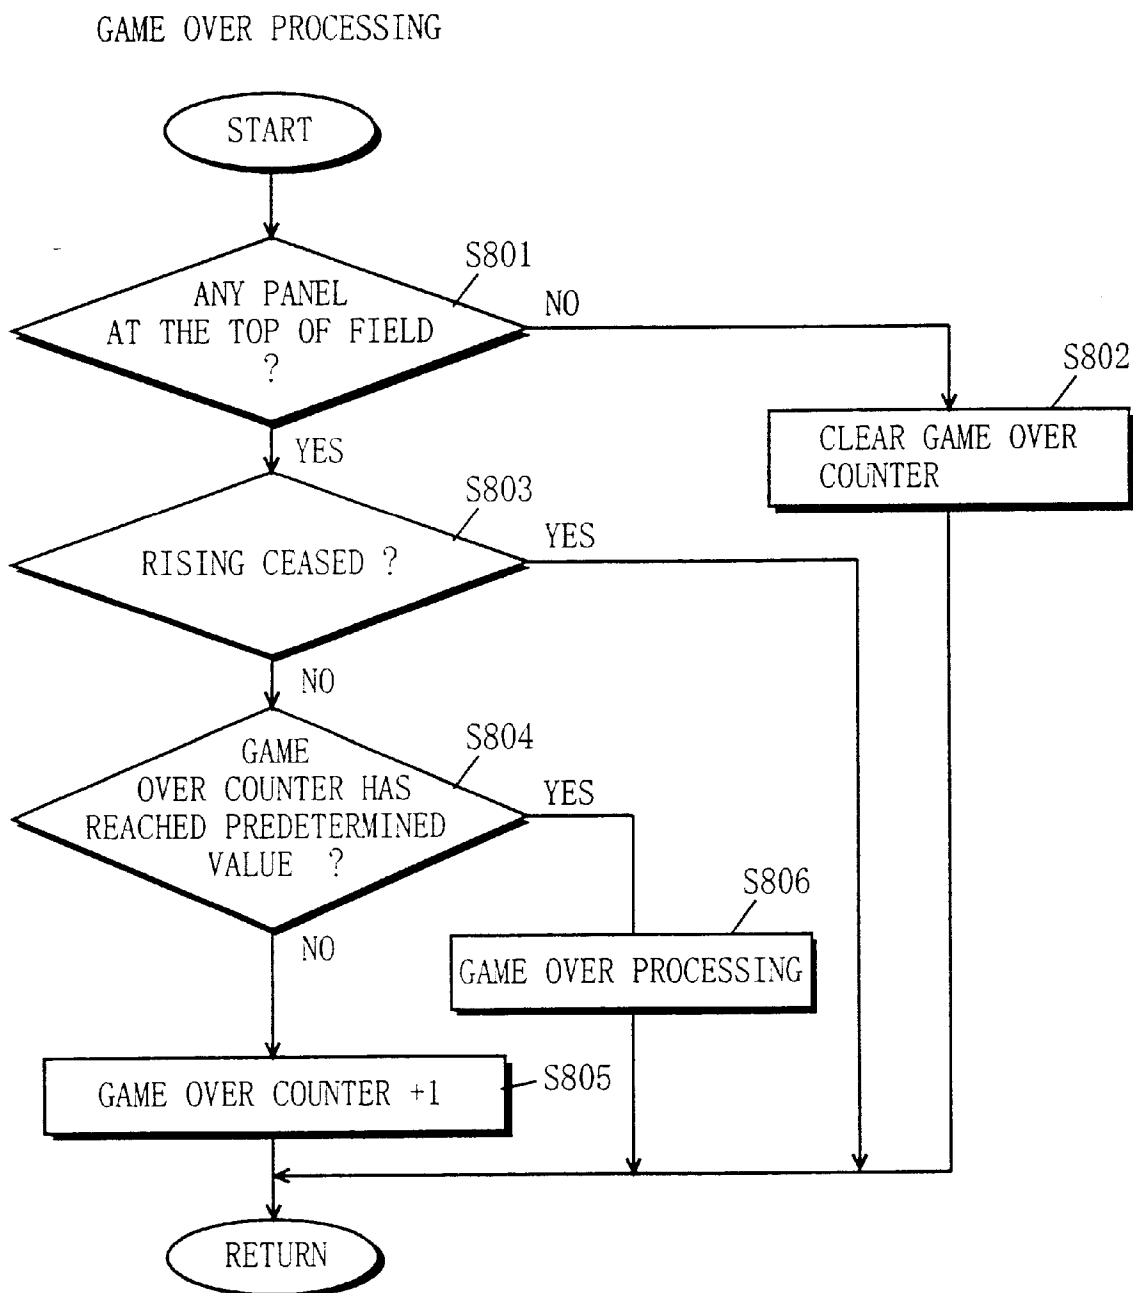 GAME OVER PROCESSING
START
S801
ANY PANEL
AT THE TOP OF FIELD
?
NO
S802
CLEAR GAME OVER
COUNTER
YES
S803
RISING CEASED ?
YES
NO
S804
GAME
OVER COUNTER HAS
REACHED PREDETERMINED
VALUE ?
YES
S806
GAME OVER PROCESSING
NO
S805
GAME OVER COUNTER +1
RETURN